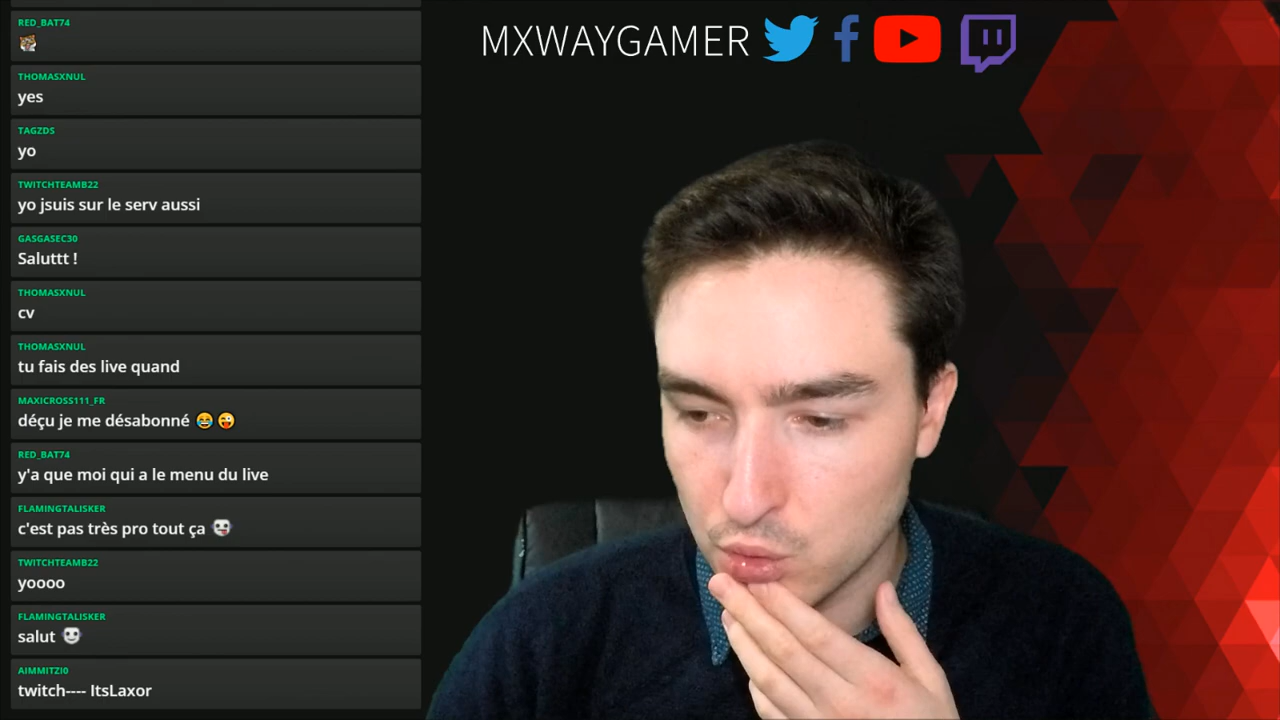 RED_BAT74
THOMASXNUL
yes
TAGZDS
yo
TWITCHTEAMB22
yo jsuis sur le serv aussi
GASGASEC30
Saluttt !
THOMASXNUL
cv
THOMASXNUL
tu fais des live quand
MAXICROSS111_FR
déçu je me désabonné 😂 😜
RED_BAT74
y'a que moi qui a le menu du live
FLAMINGTALISKER
c'est pas très pro tout ça
TWITCHTEAMB22
yoooo
FLAMINGTALISKER
salut
AIMMITZI0
twitch---- ItsLaxor
MXWAYGAMER